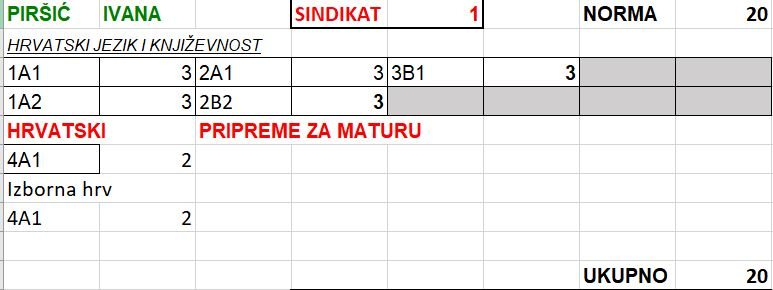 PIRŠIĆ IVANA SINDIKAT 1 NORMA 20
HRVATSKI JEZIK I KNJIŽEVNOST
1A1 3 2A1 3 3B1 3
1A2 3 2B2 3
HRVATSKI PRIPREME ZA MATURU
4A1 2
Izborna hrv
4A1 2
UKUPNO 20